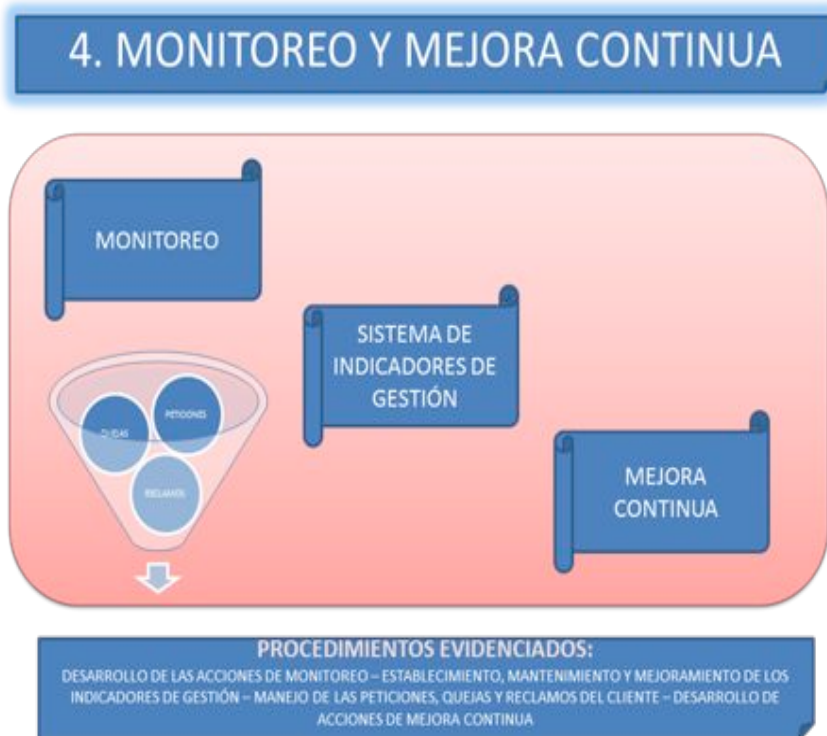 4. MONITOREO Y MEJORA CONTINUA
MONITOREO
SISTEMA DE
INDICADORES DE
GESTIÓN
QUEJAS
PETICIONES
RECLAMOS
MEJORA
CONTINUA
PROCEDIMIENTOS EVIDENCIADOS:
DESARROLLO DE LAS ACCIONES DE MONITOREO – ESTABLECIMIENTO, MANTENIMIENTO Y MEJORAMIENTO DE LOS
INDICADORES DE GESTIÓN – MANEJO DE LAS PETICIONES, QUEJAS Y RECLAMOS DEL CLIENTE – DESARROLLO DE
ACCIONES DE MEJORA CONTINUA